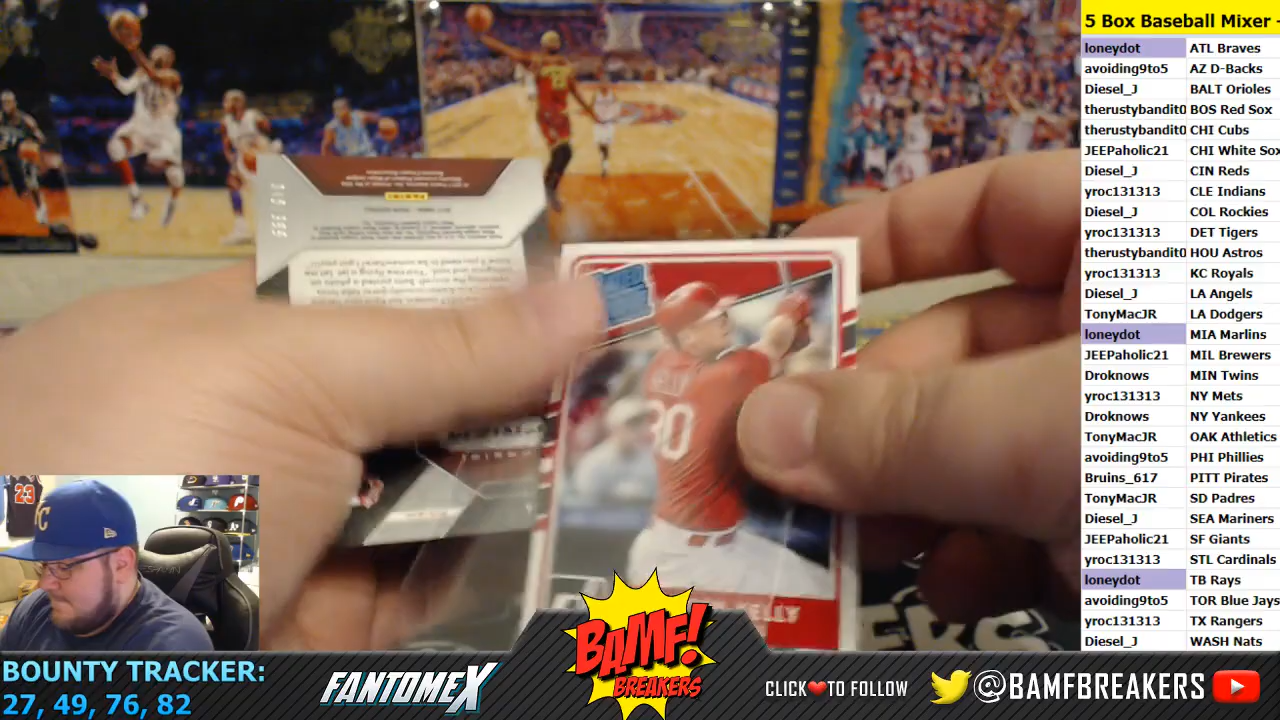 5 Box Baseball Mixer -
loneydot ATL Braves
avoiding9to5 AZ D-Backs
Diesel_J BALT Orioles
therustybandit0 BOS Red Sox
therustybandit0 CHI Cubs
JEEPaholic21 CHI White Sox
Diesel_J CIN Reds
yroc131313 CLE Indians
Diesel_J COL Rockies
yroc131313 DET Tigers
therustybandit0 HOU Astros
yroc131313 KC Royals
Diesel_J LA Angels
TonyMacJR LA Dodgers
loneydot MIA Marlins
JEEPaholic21 MIL Brewers
Droknows MIN Twins
yroc131313 NY Mets
Droknows NY Yankees
TonyMacJR OAK Athletics
avoiding9to5 PHI Phillies
Bruins_617 PITT Pirates
TonyMacJR SD Padres
Diesel_J SEA Mariners
JEEPaholic21 SF Giants
yroc131313 STL Cardinals
loneydot TB Rays
avoiding9to5 TOR Blue Jays
yroc131313 TX Rangers
Diesel_J WASH Nats
30
23
KC
BOUNTY TRACKER:
27, 49, 76, 82
FANTOMEX
BAMF!
BREAKERS
CLICK❤TO FOLLOW
@BAMFBREAKERS